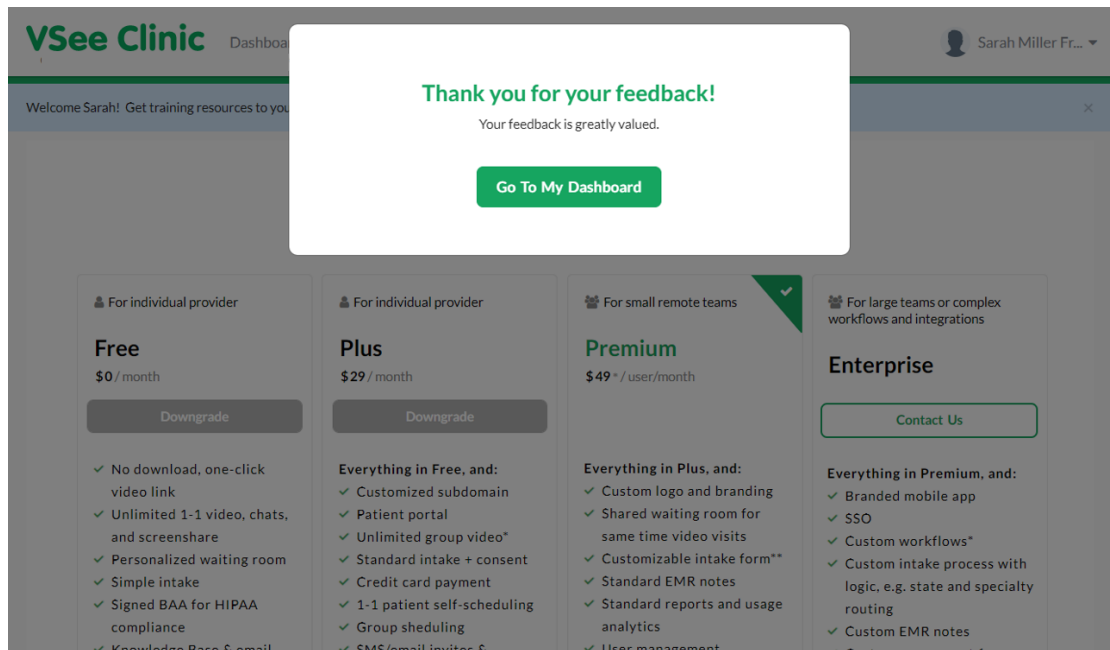 VSee Clinic
Dashboa
Sarah Miller Fr...
Welcome Sarah! Get training resources to you
×
Thank you for your feedback!
Your feedback is greatly valued.
Go To My Dashboard
For individual provider
Free
$0 / month
Downgrade
No download, one-click
video link
Unlimited 1-1 video, chats,
and screenshare
Personalized waiting room
Simple intake
Signed BAA for HIPAA
compliance
Knowledge Base & email
For individual provider
Plus
$29 / month
Downgrade
Everything in Free, and:
Customized subdomain
Patient portal
Unlimited group video*
Standard intake + consent
Credit card payment
1-1 patient self-scheduling
Group sheduling
SMS/email invites &
For small remote teams
Premium
$49 * / user/month
Everything in Plus, and:
Custom logo and branding
Shared waiting room for
same time video visits
Customizable intake form**
Standard EMR notes
Standard reports and usage
analytics
User management
For large teams or complex
workflows and integrations
Enterprise
Contact Us
Everything in Premium, and:
Branded mobile app
SSO
Custom workflows*
Custom intake process with
logic, e.g. state and specialty
routing
Custom EMR notes